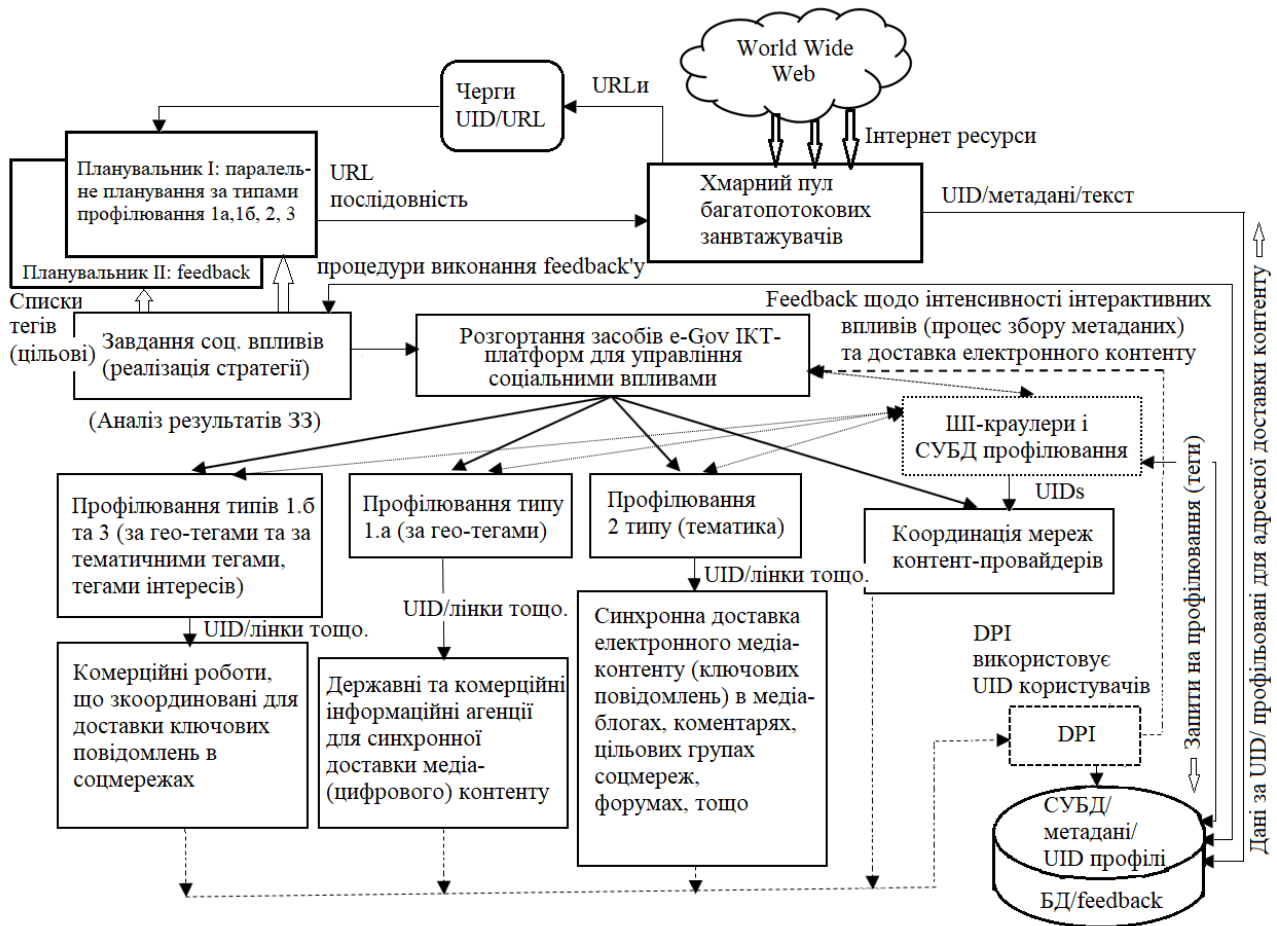 World Wide
Web
Черги
UID/URL
URLи
Інтернет ресурси
Планувальник I: паралель-
не планування за типами
профілювання 1а,1б, 2, 3
Планувальник II: feedback
URL
послідовність
Хмарний пул
багатопотокових
занвтажувачів
UID/метадані/текст
процедури виконання feedback'у
Списки
тегів
(цільові)
Завдання соц. впливів
(реалізація стратегії)
(Аналіз результатів ЗЗ)
Розгортання засобів e-Gov ІКТ-
платформ для управління
соціальними впливами
Feedback щодо інтенсивності інтерактивних
впливів (процес збору метаданих)
та доставка електронного контенту
ШІ-краулери і
СУБД профілювання
UIDs
Профілювання типів 1.б
та 3 (за гео-тегами та за
тематичними тегами,
тегами інтересів)
Профілювання типу
1.а (за гео-тегами)
Профілювання
2 типу (тематика)
Координація мереж
контент-провайдерів
UID/лінки тощо.
UID/лінки тощо.
UID/лінки тощо.
Комерційні роботи,
що зкоординовані для
доставки ключових
повідомлень в
соцмережах
Державні та комерційні
інформаційні агенції
для синхронної
доставки медіа-
(цифрового) контенту
Синхронна доставка
електронного медіа-
контенту (ключових
повідомлень) в медіа-
блогах, коментарях,
цільових групах
соцмереж,
форумах, тощо
DPI
використовує
UID користувачів
DPI
СУБД/
метадані/
UID профілі
БД/feedback
Запити на профілювання (теги)
Дані за UID/ профільовані для адресної доставки контенту